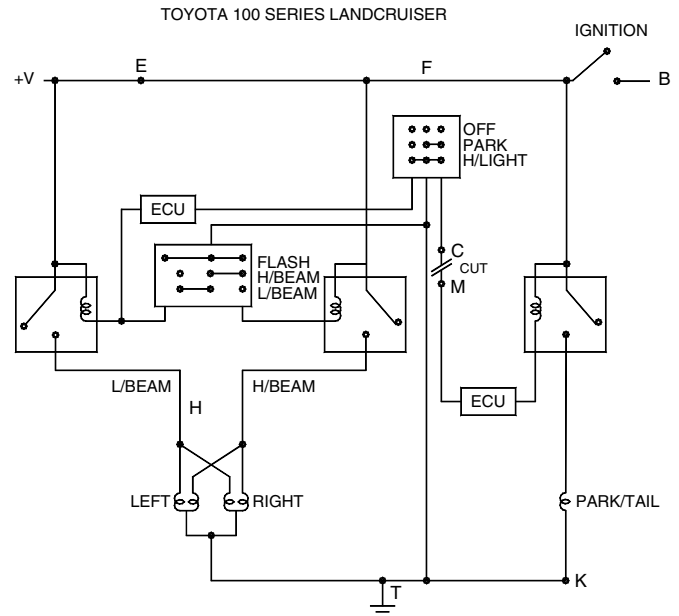 TOYOTA 100 SERIES LANDCRUISER
IGNITION
+V
E
F
B
OFF
PARK
H/LIGHT
ECU
FLASH
H/BEAM
L/BEAM
C
CUT
M
L/BEAM
H/BEAM
H
ECU
LEFT
RIGHT
PARK/TAIL
T
K